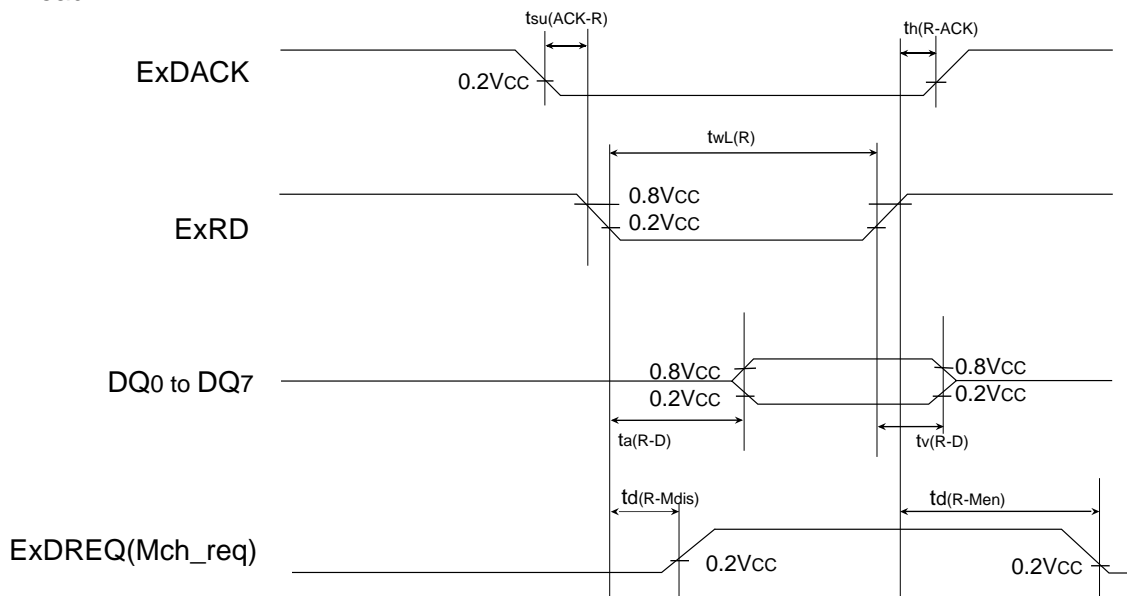 tsu(ACK-R)
th(R-ACK)
ExDACK
0.2VCC
twL(R)
0.8VCC
ExRD
0.2VCC
DQ0 to DQ7
0.8VCC
0.8VCC
0.2VCC
0.2VCC
ta(R-D)
tv(R-D)
td(R-Mdis)
td(R-Men)
ExDREQ(Mch_req)
0.2VCC
0.2VCC